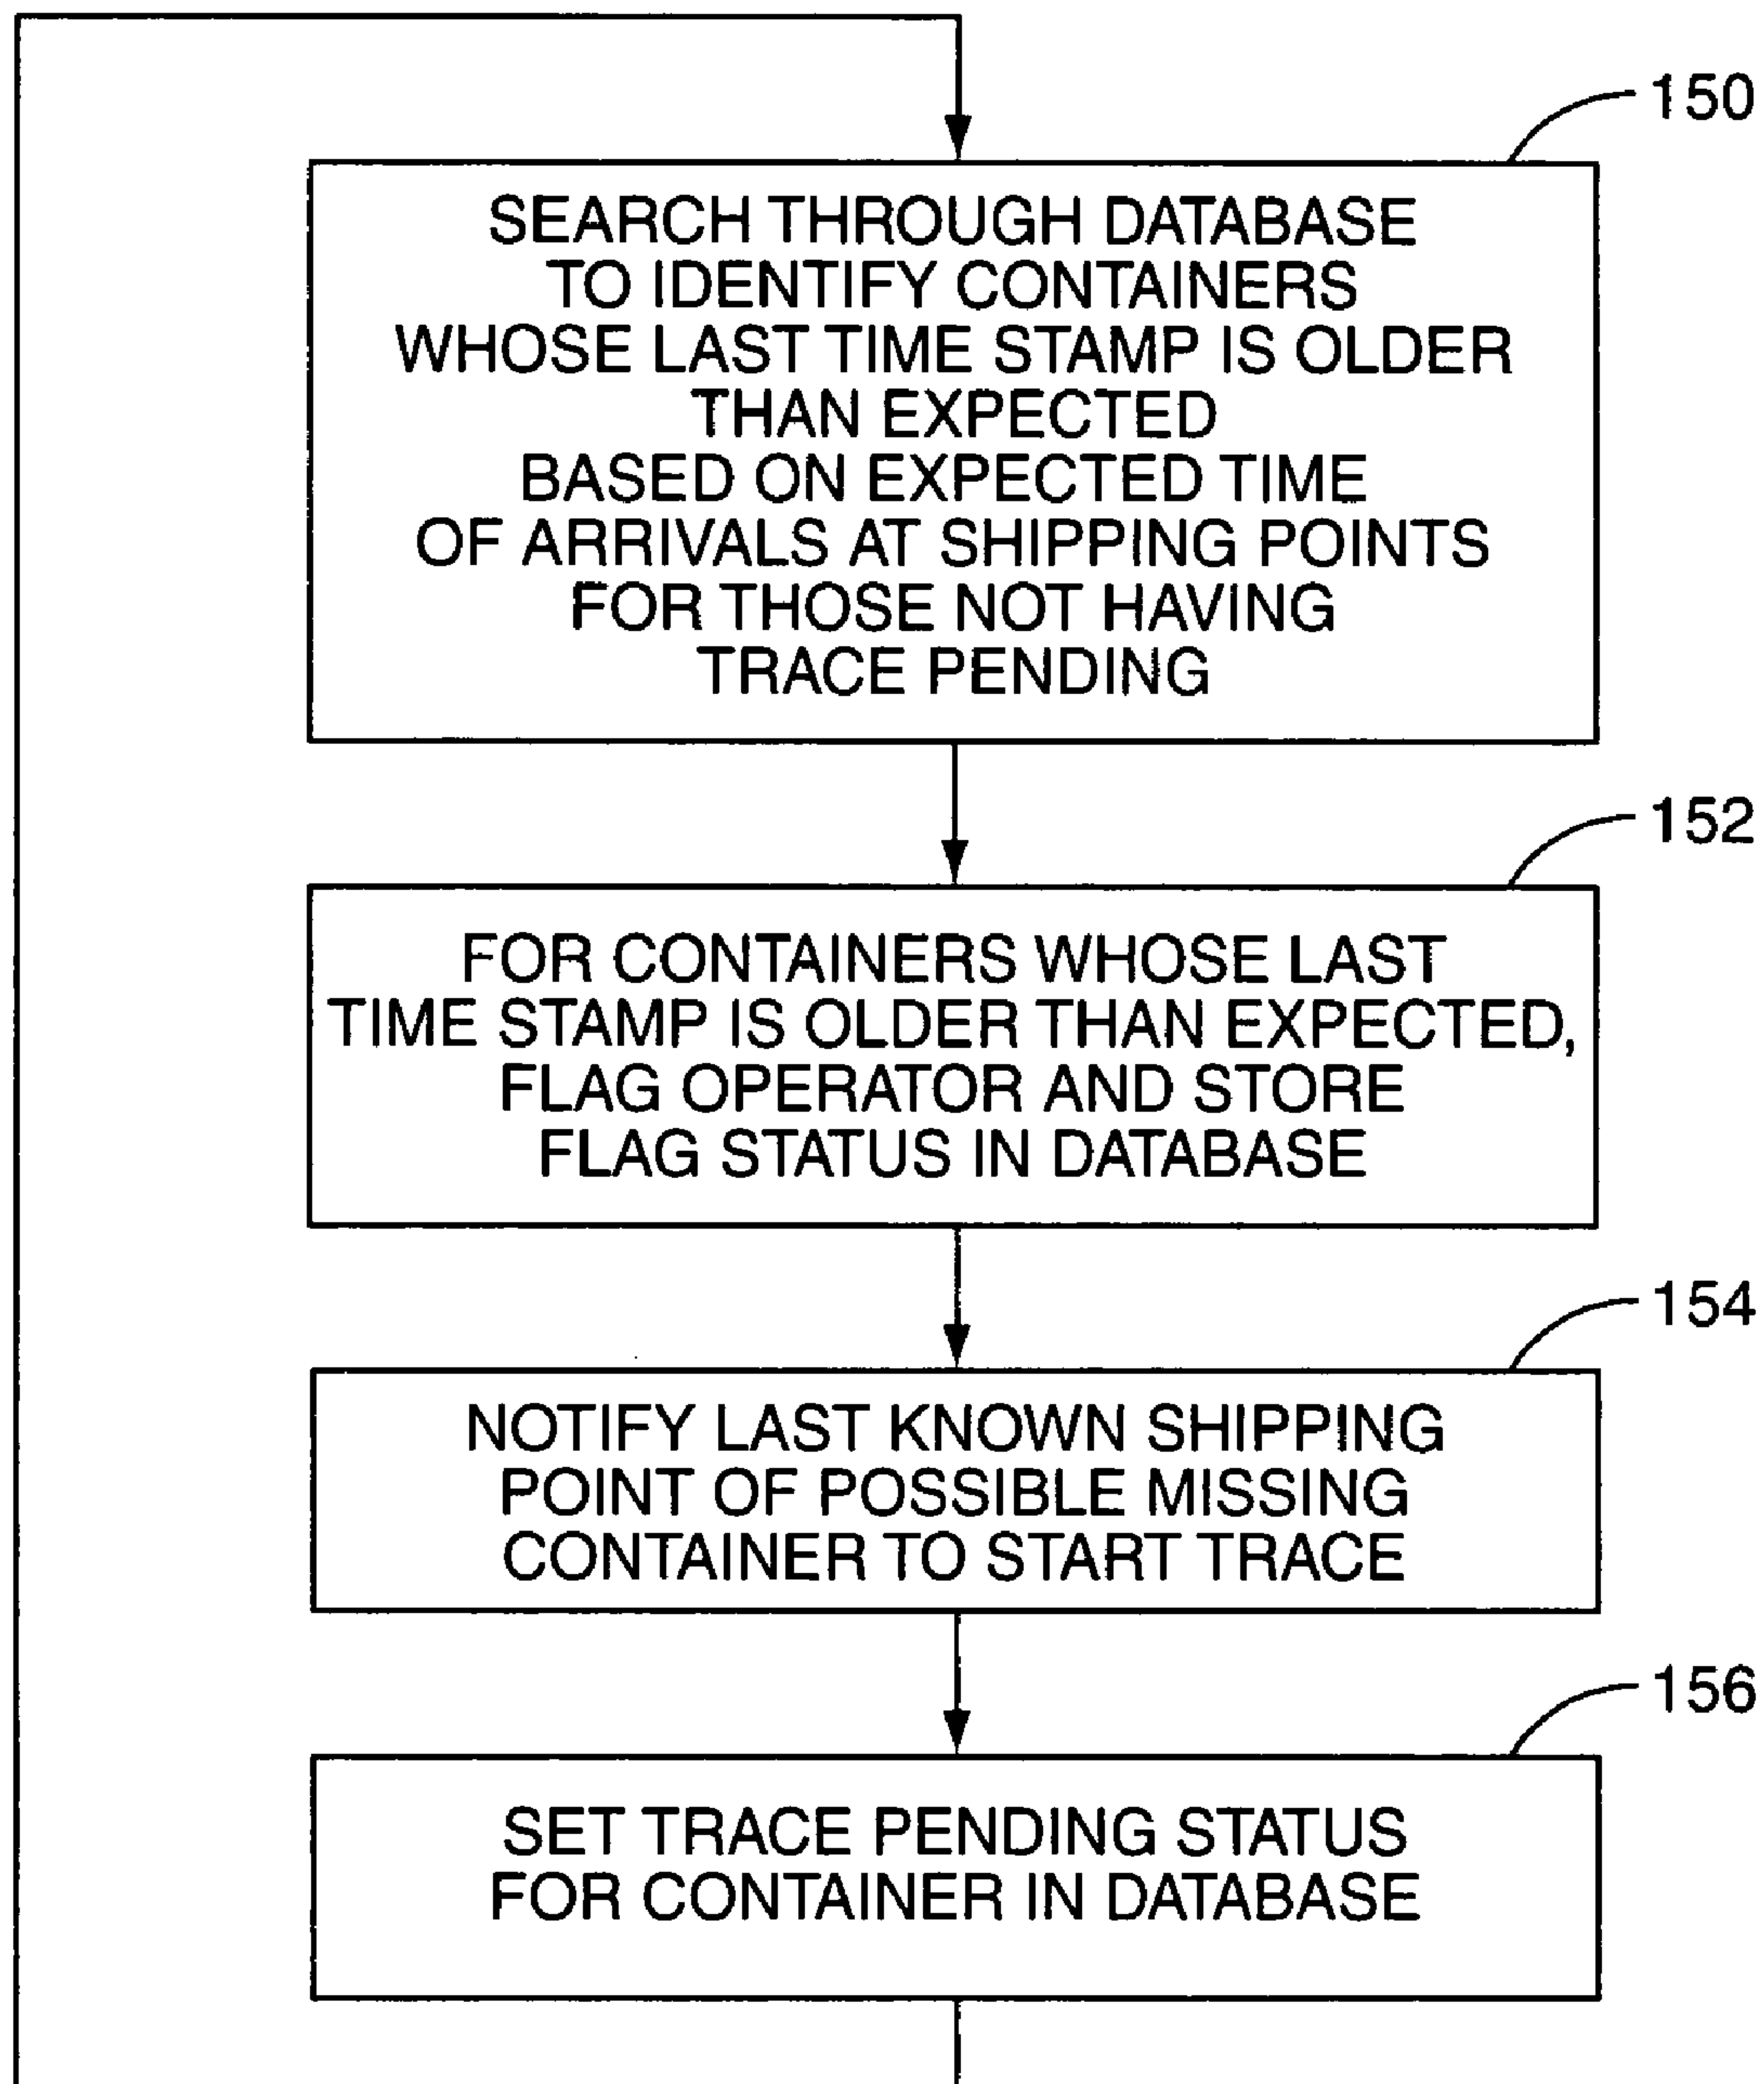 150
SEARCH THROUGH DATABASE
TO IDENTIFY CONTAINERS
WHOSE LAST TIME STAMP IS OLDER
THAN EXPECTED
BASED ON EXPECTED TIME
OF ARRIVALS AT SHIPPING POINTS
FOR THOSE NOT HAVING
TRACE PENDING
152
FOR CONTAINERS WHOSE LAST
TIME STAMP IS OLDER THAN EXPECTED,
FLAG OPERATOR AND STORE
FLAG STATUS IN DATABASE
154
NOTIFY LAST KNOWN SHIPPING
POINT OF POSSIBLE MISSING
CONTAINER TO START TRACE
156
SET TRACE PENDING STATUS
FOR CONTAINER IN DATABASE